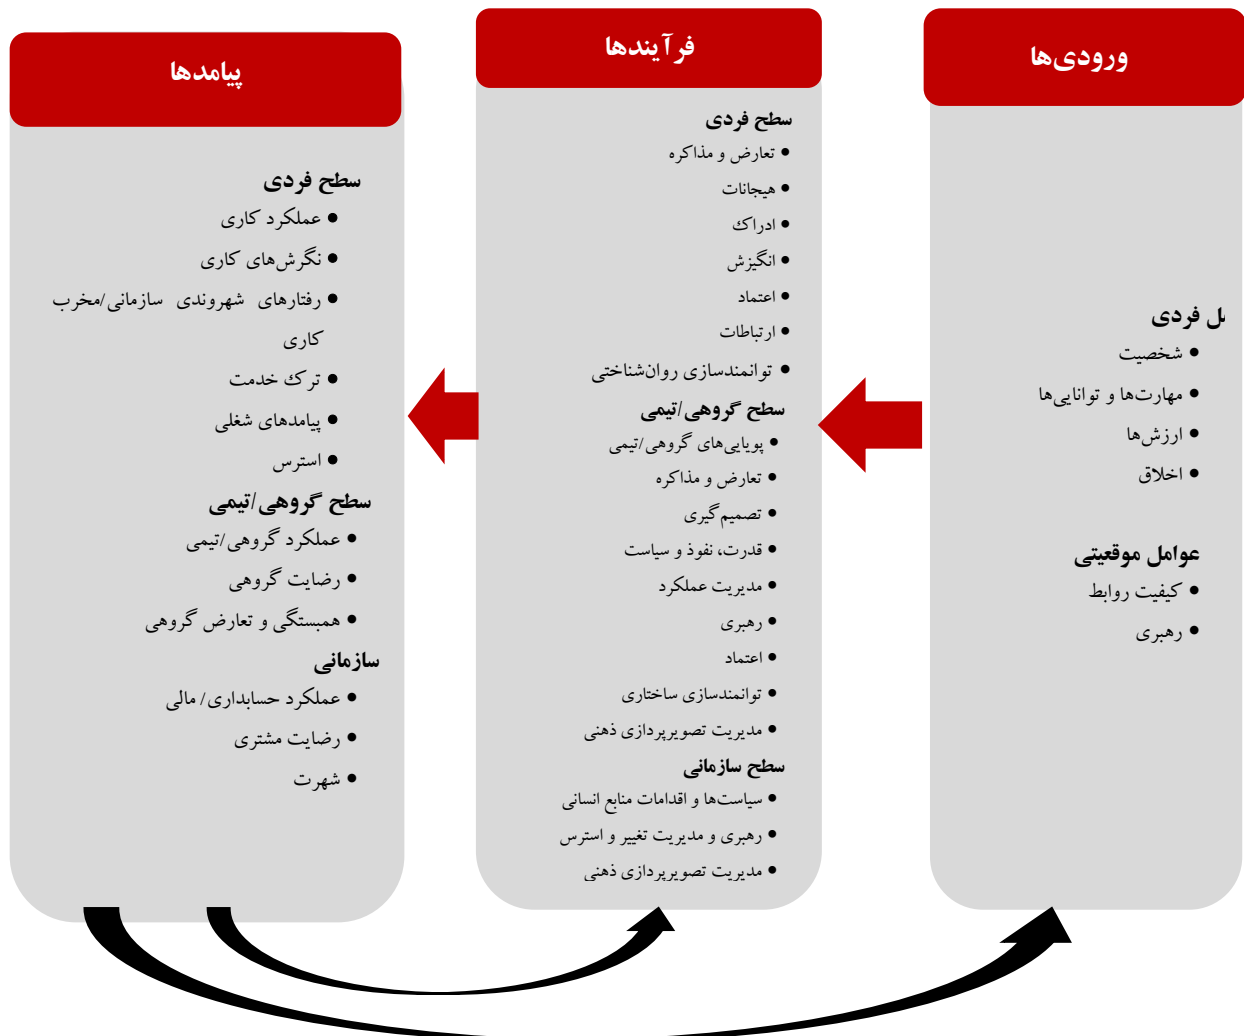 ورودی‌ها
ل فردی
● شخصیت
● مهارت‌ها و توانایی‌ها
● ارزش‌ها
● اخلاق
عوامل موقعیتی
● کیفیت روابط
● رهبری
فرآیندها
سطح فردی
● تعارض و مذاکره
● هیجانات
● ادراک
● انگیزش
● اعتماد
● ارتباطات
● توانمندسازی روان‌شناختی
سطح گروهی/تیمی
● پویایی‌های گروهی/تیمی
● تعارض و مذاکره
● تصمیم‌گیری
● قدرت، نفوذ و سیاست
● مدیریت عملکرد
● رهبری
● اعتماد
● توانمندسازی ساختاری
● مدیریت تصویرپردازی ذهنی
سطح سازمانی
● سیاست‌ها و اقدامات منابع انسانی
● رهبری و مدیریت تغییر و استرس
● مدیریت تصویرپردازی ذهنی
پیامدها
سطح فردی
● عملکرد کاری
● نگرش‌های کاری
● رفتارهای شهروندی سازمانی/مخرب
کاری
● ترک خدمت
● پیامدهای شغلی
● استرس
سطح گروهی/تیمی
● عملکرد گروهی/تیمی
● رضایت گروهی
● همبستگی و تعارض گروهی
سازمانی
● عملکرد حسابداری/ مالی
● رضایت مشتری
● شهرت